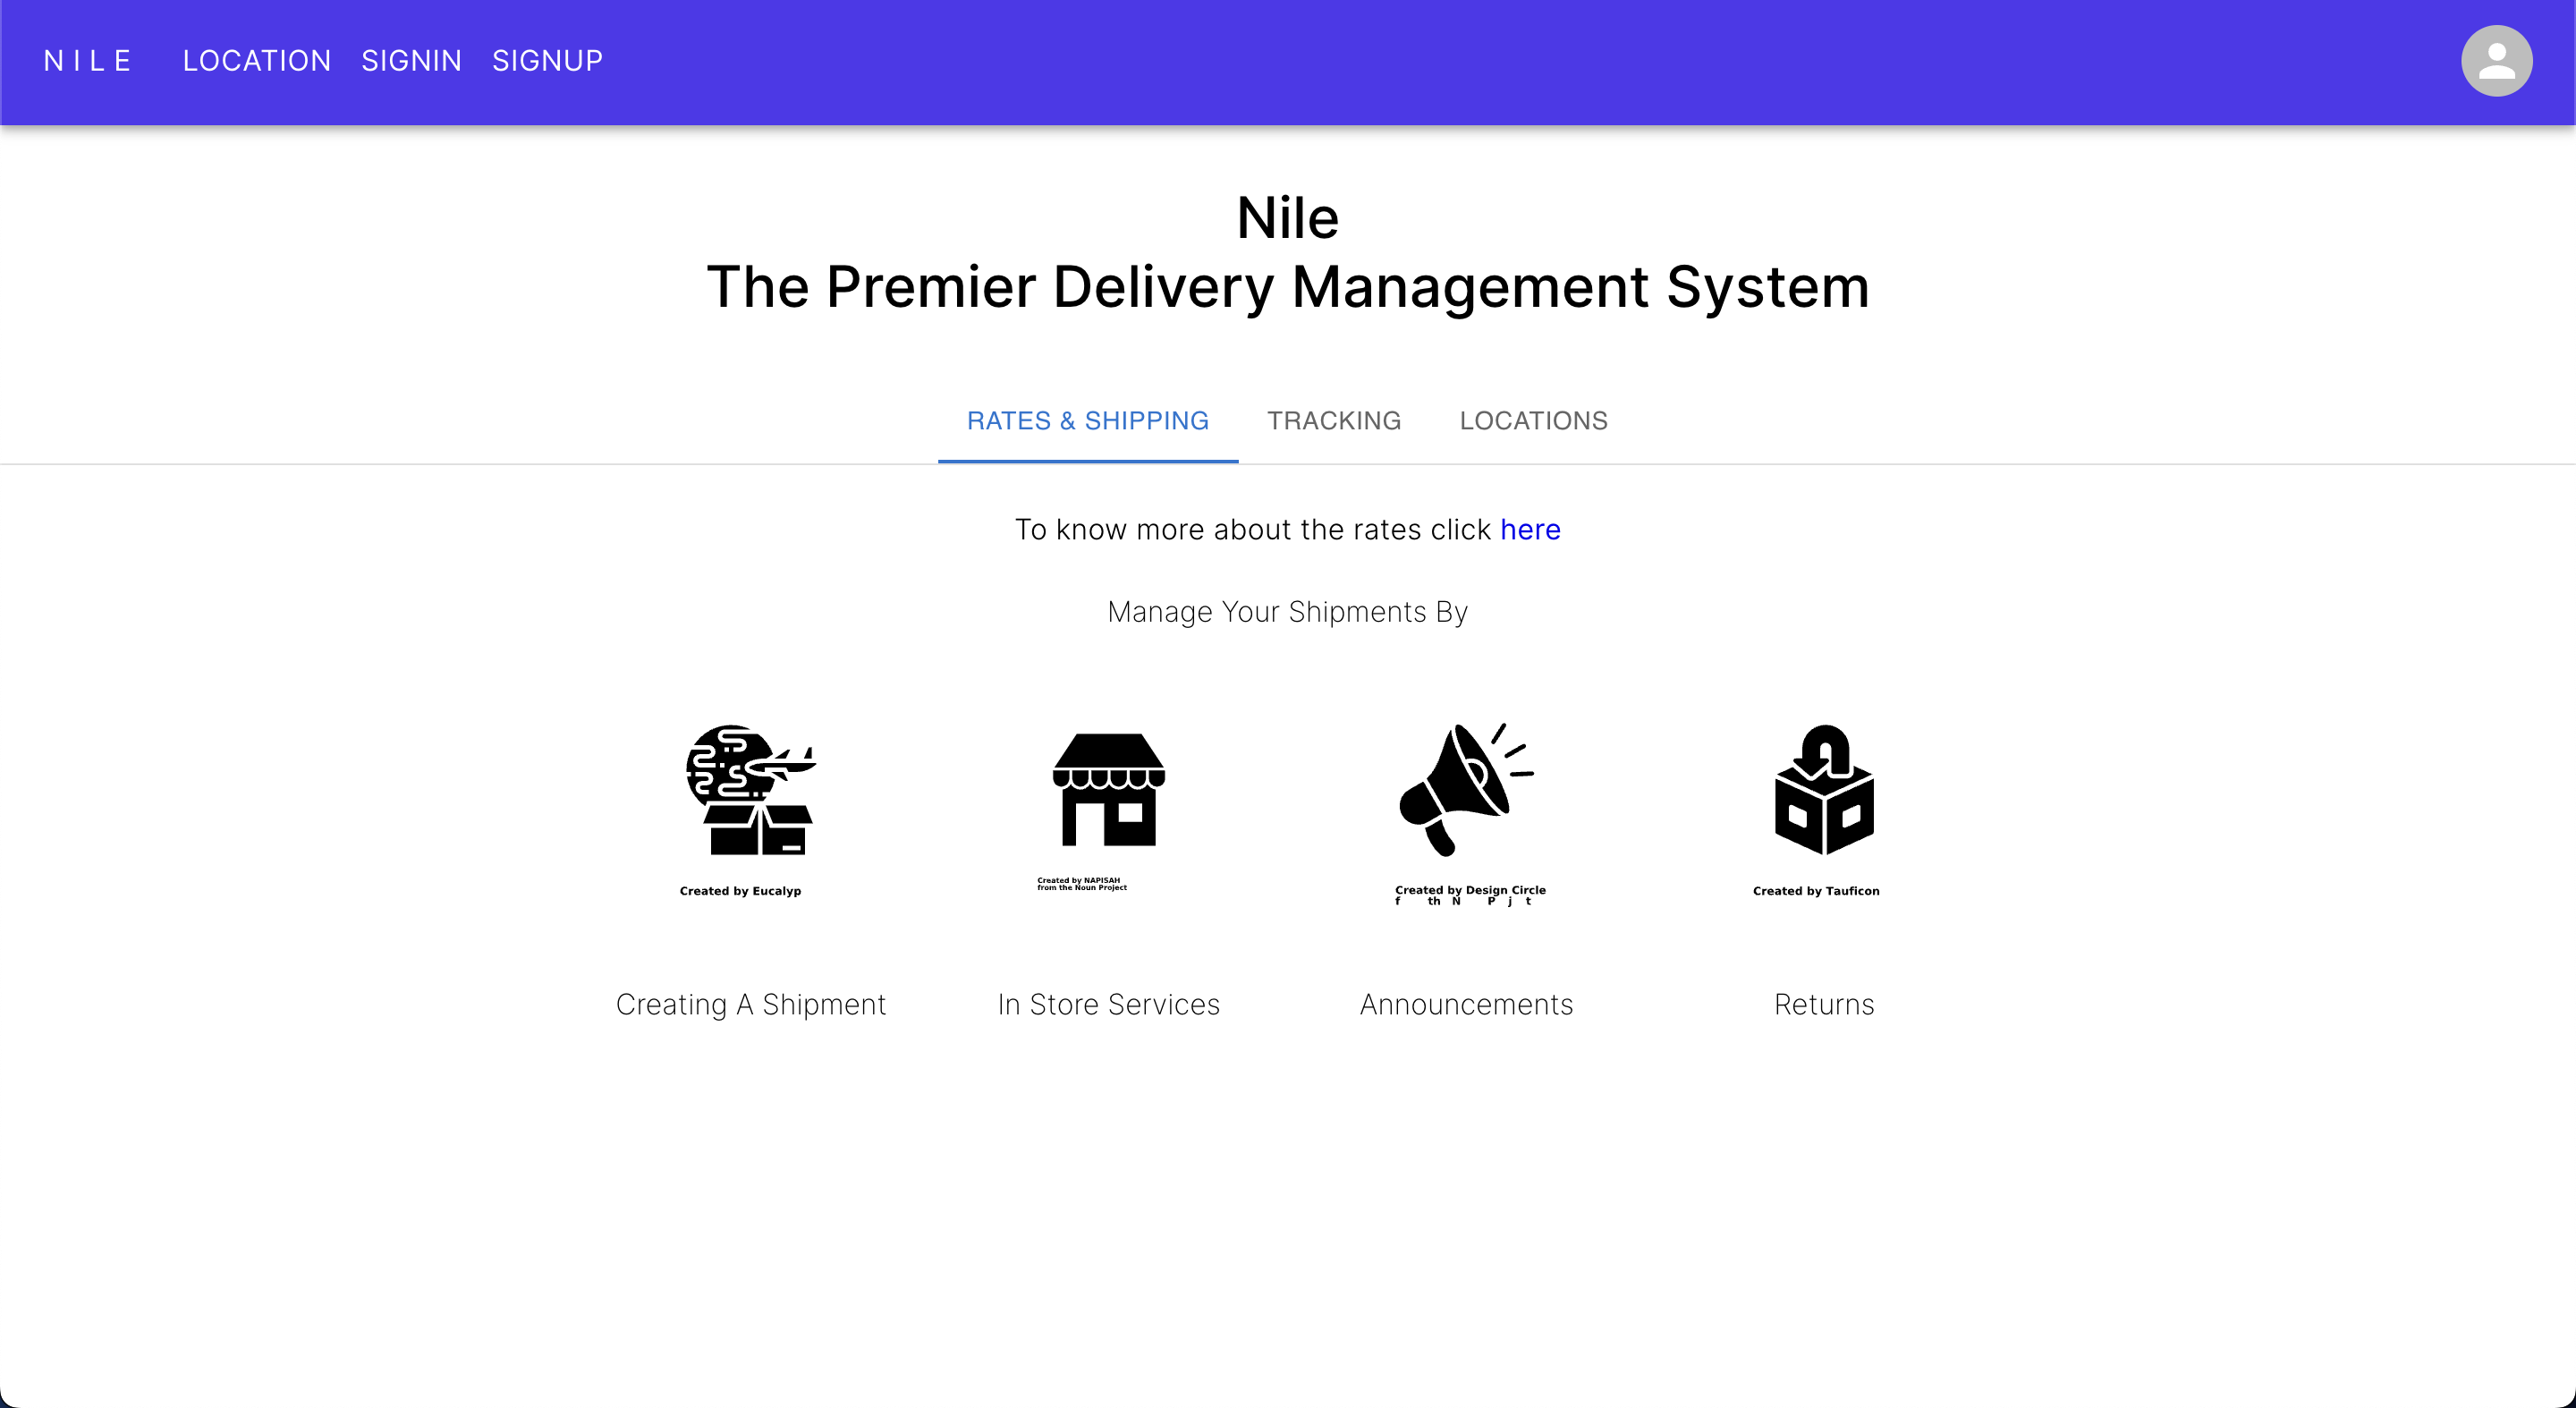 NILE LOCATION SIGNIN SIGNUP
Nile
The Premier Delivery Management System
RATES & SHIPPING TRACKING LOCATIONS
To know more about the rates click here
Manage Your Shipments By
Created by Eucalyp
Created by NAPISAH
from the Noun Project
Created by Design Circle
Created by Tauficon
Creating A Shipment In Store Services Announcements Returns